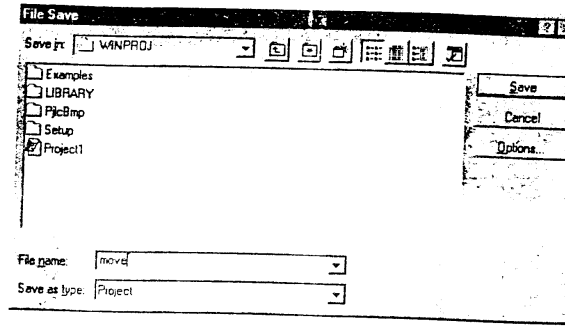 File Save
Save in: WINPROJ
Examples
LIBRARY
PjlcBmp
Setup
Project1
Save
Cancel
Options...
File name: move
Save as type: Project